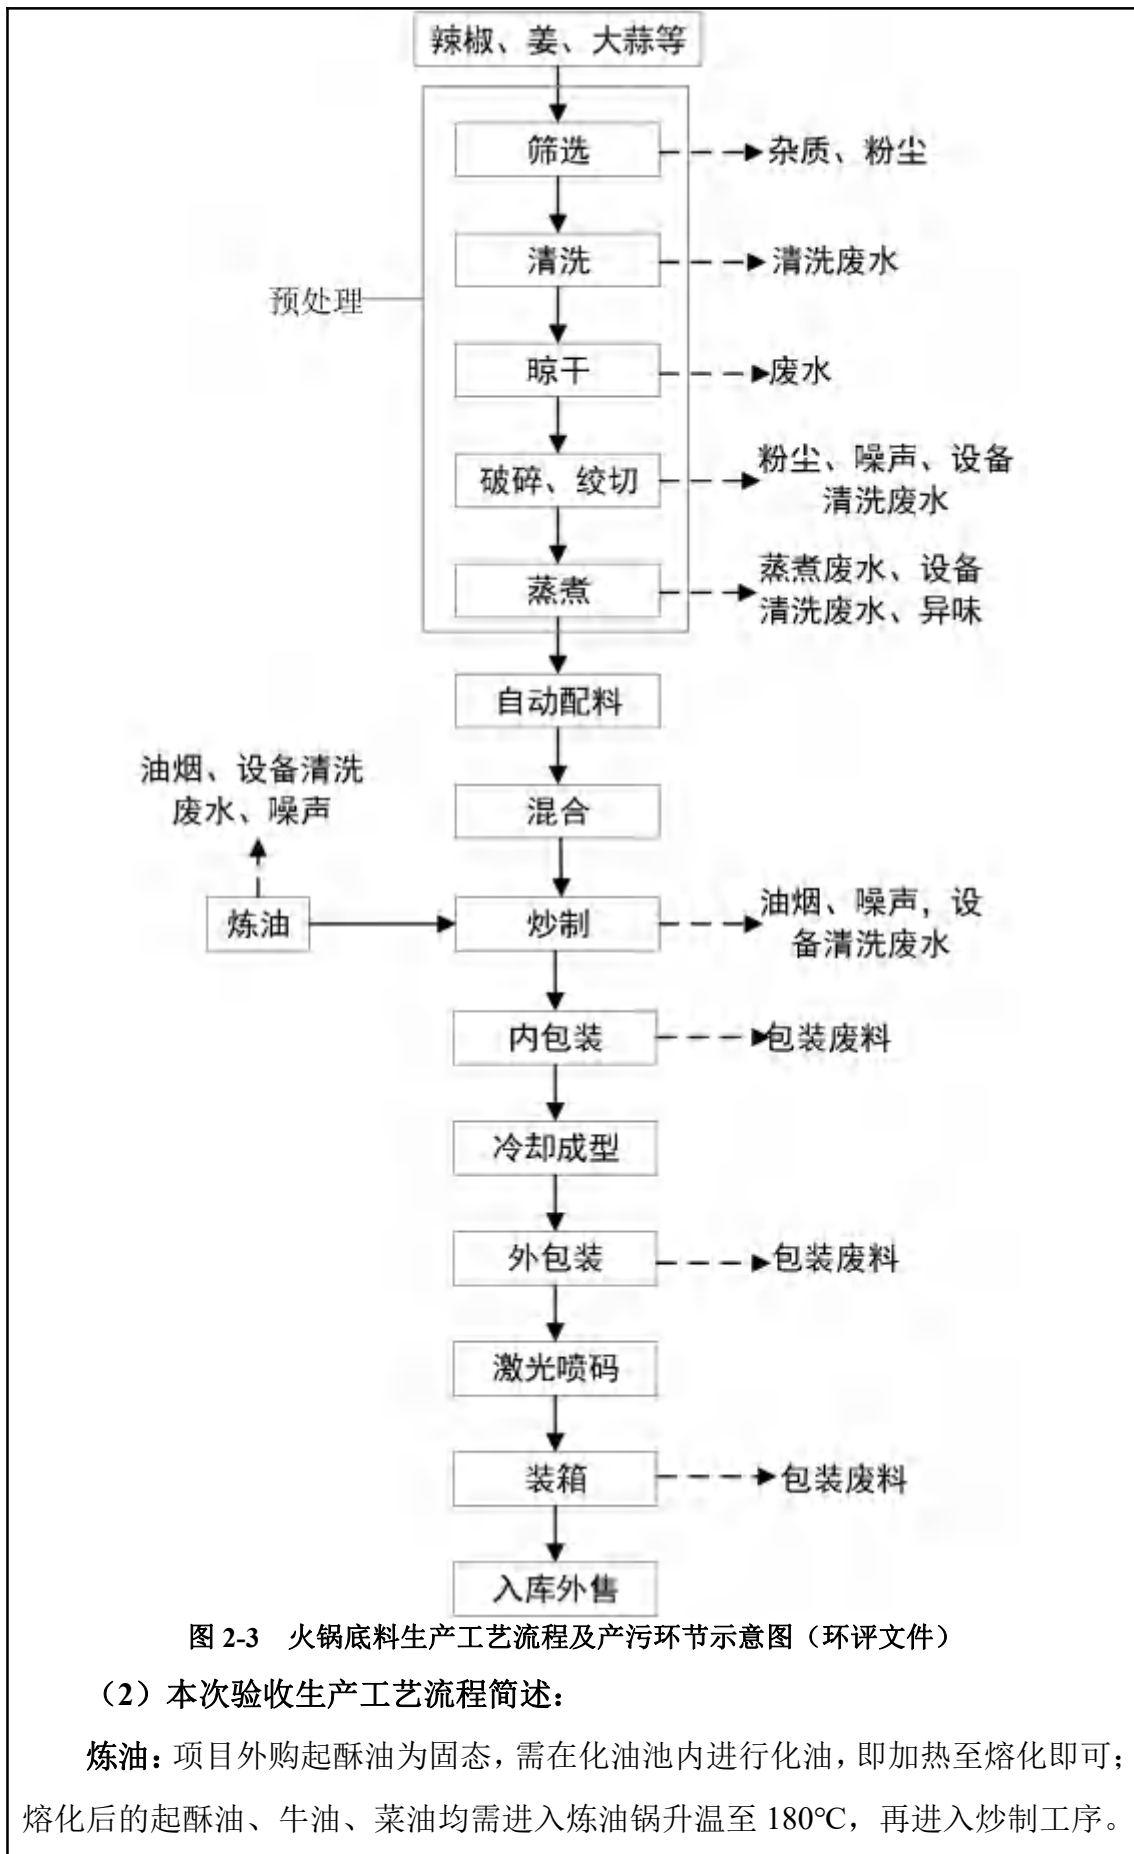 辣椒、姜、大蒜等
筛选
杂质、粉尘
清洗
清洗废水
预处理
晾干
废水
破碎、绞切
粉尘、噪声、设备
清洗废水
蒸煮
蒸煮废水、设备
清洗废水、异味
自动配料
油烟、设备清洗
废水、噪声
混合
炼油
炒制
油烟、噪声，设
备清洗废水
内包装
包装废料
冷却成型
外包装
包装废料
激光喷码
装箱
包装废料
入库外售
图 2-3 火锅底料生产工艺流程及产污环节示意图（环评文件）
（2）本次验收生产工艺流程简述：
炼油：项目外购起酥油为固态，需在化油池内进行化油，即加热至熔化即可；
熔化后的起酥油、牛油、菜油均需进入炼油锅升温至 180℃，再进入炒制工序。